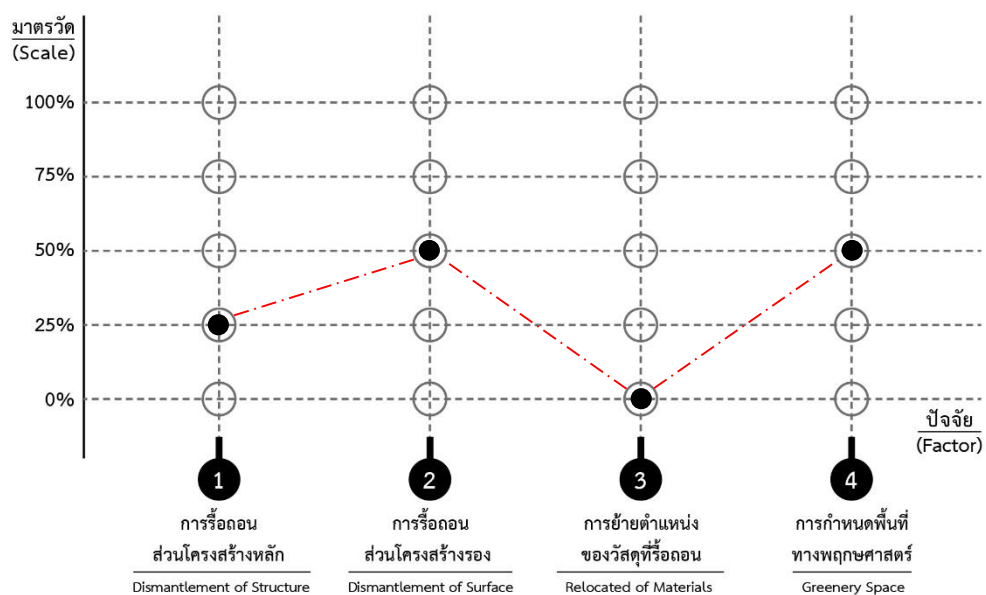 มาตรวัด
(Scale)
100%
75%
50%
25%
0%
ปัจจัย
(Factor)
1
การรื้อถอน
ส่วนโครงสร้างหลัก
Dismantlement of Structure
2
การรื้อถอน
ส่วนโครงสร้างรอง
Dismantlement of Surface
3
การย้ายตำแหน่ง
ของวัสดุที่รื้อถอน
Relocated of Materials
4
การกำหนดพื้นที่
ทางพฤกษศาสตร์
Greenery Space